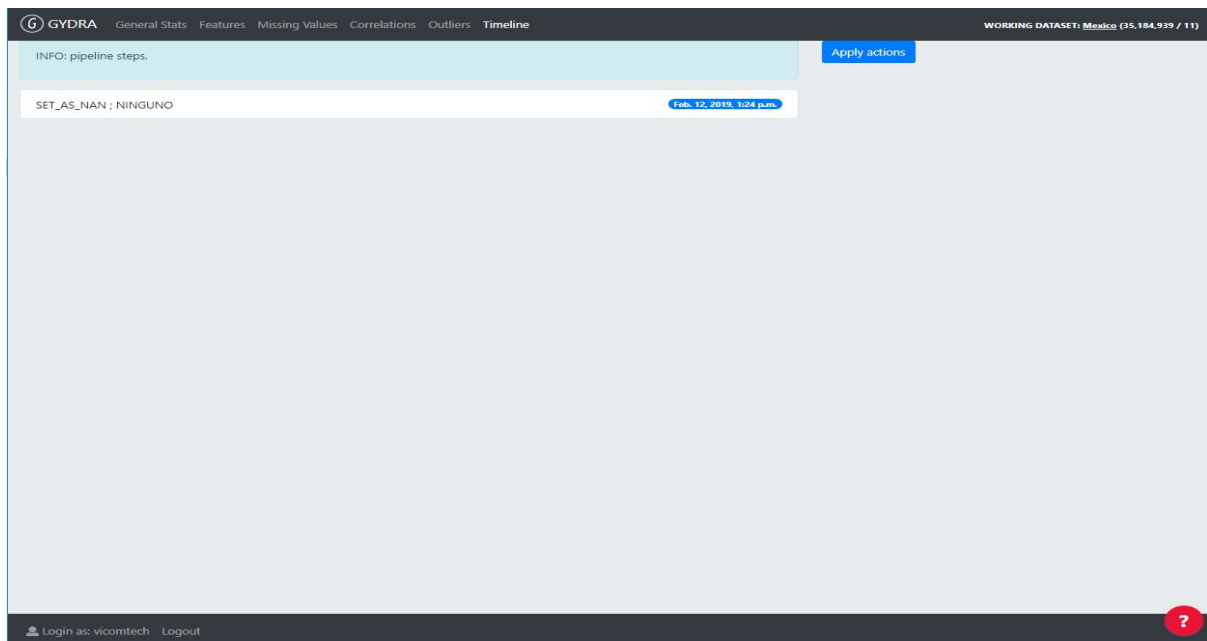 G GYDRA General Stats Features Missing Values Correlations Outliers Timeline WORKING DATASET: Mexico (35,184,939 / 11)
INFO: pipeline steps. Apply actions
SET_AS_NAN ; NINGUNO Feb. 12, 2019, 1:24 p.m.
?
Login as: vicomtech Logout